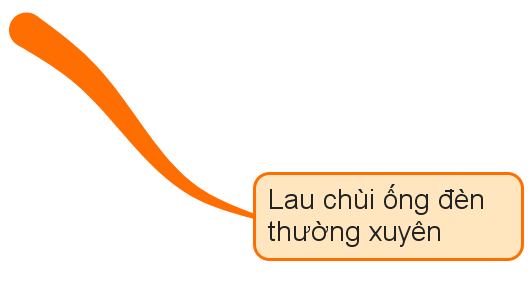 Lau chùi ống đèn
thường xuyên